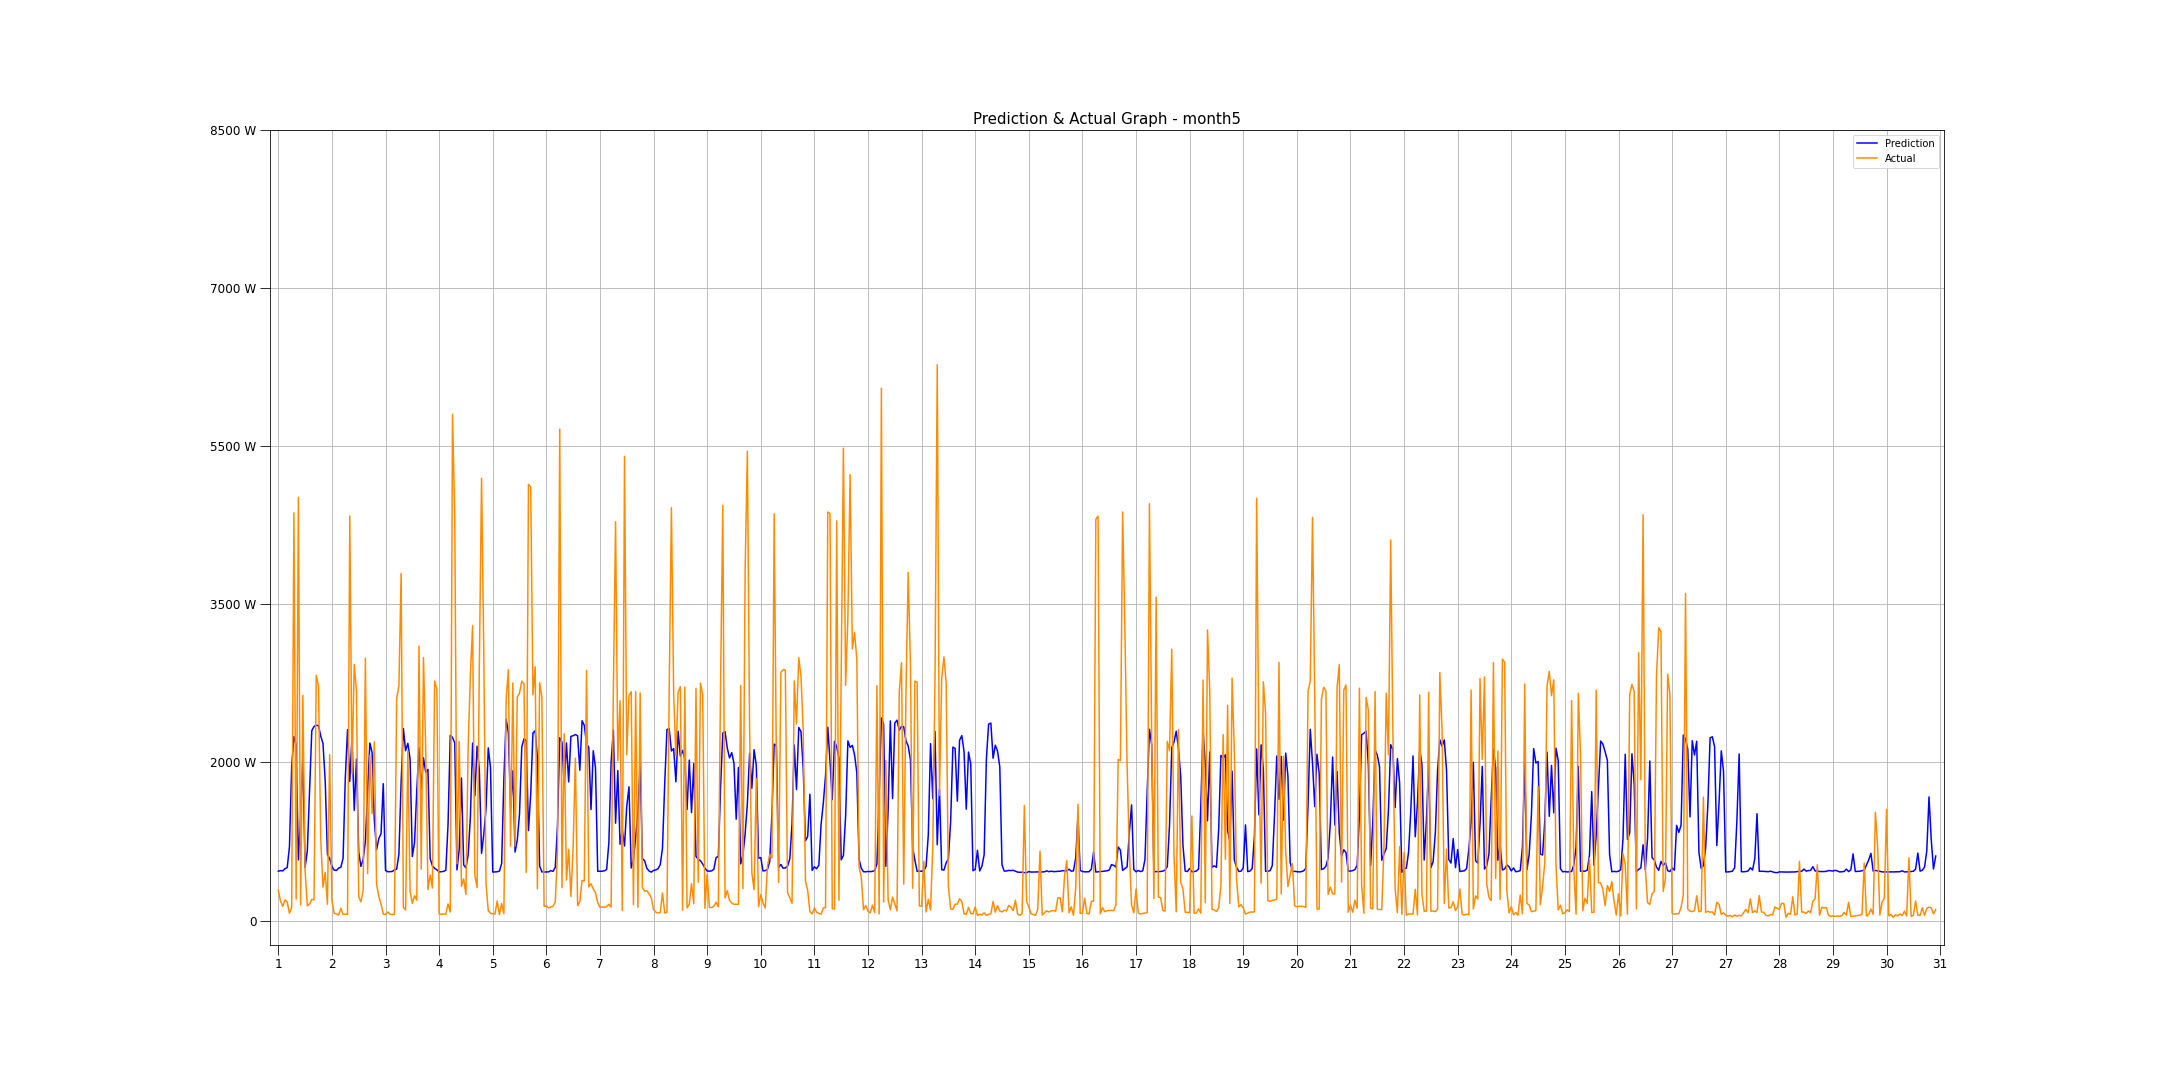 Prediction & Actual Graph - month5
8500 W
Prediction
Actual
7000 W
5500 W
3500 W
2000 W
0
1 2 3 4 5 6 7 8 9 10 11 12 13 14 15 16 17 18 19 20 21 22 23 24 25 26 27 27 28 29 30 31